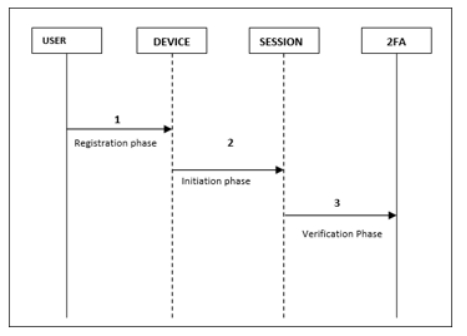 USER
DEVICE
SESSION
2FA
1
Registration phase
2
Initiation phase
3
Verification Phase